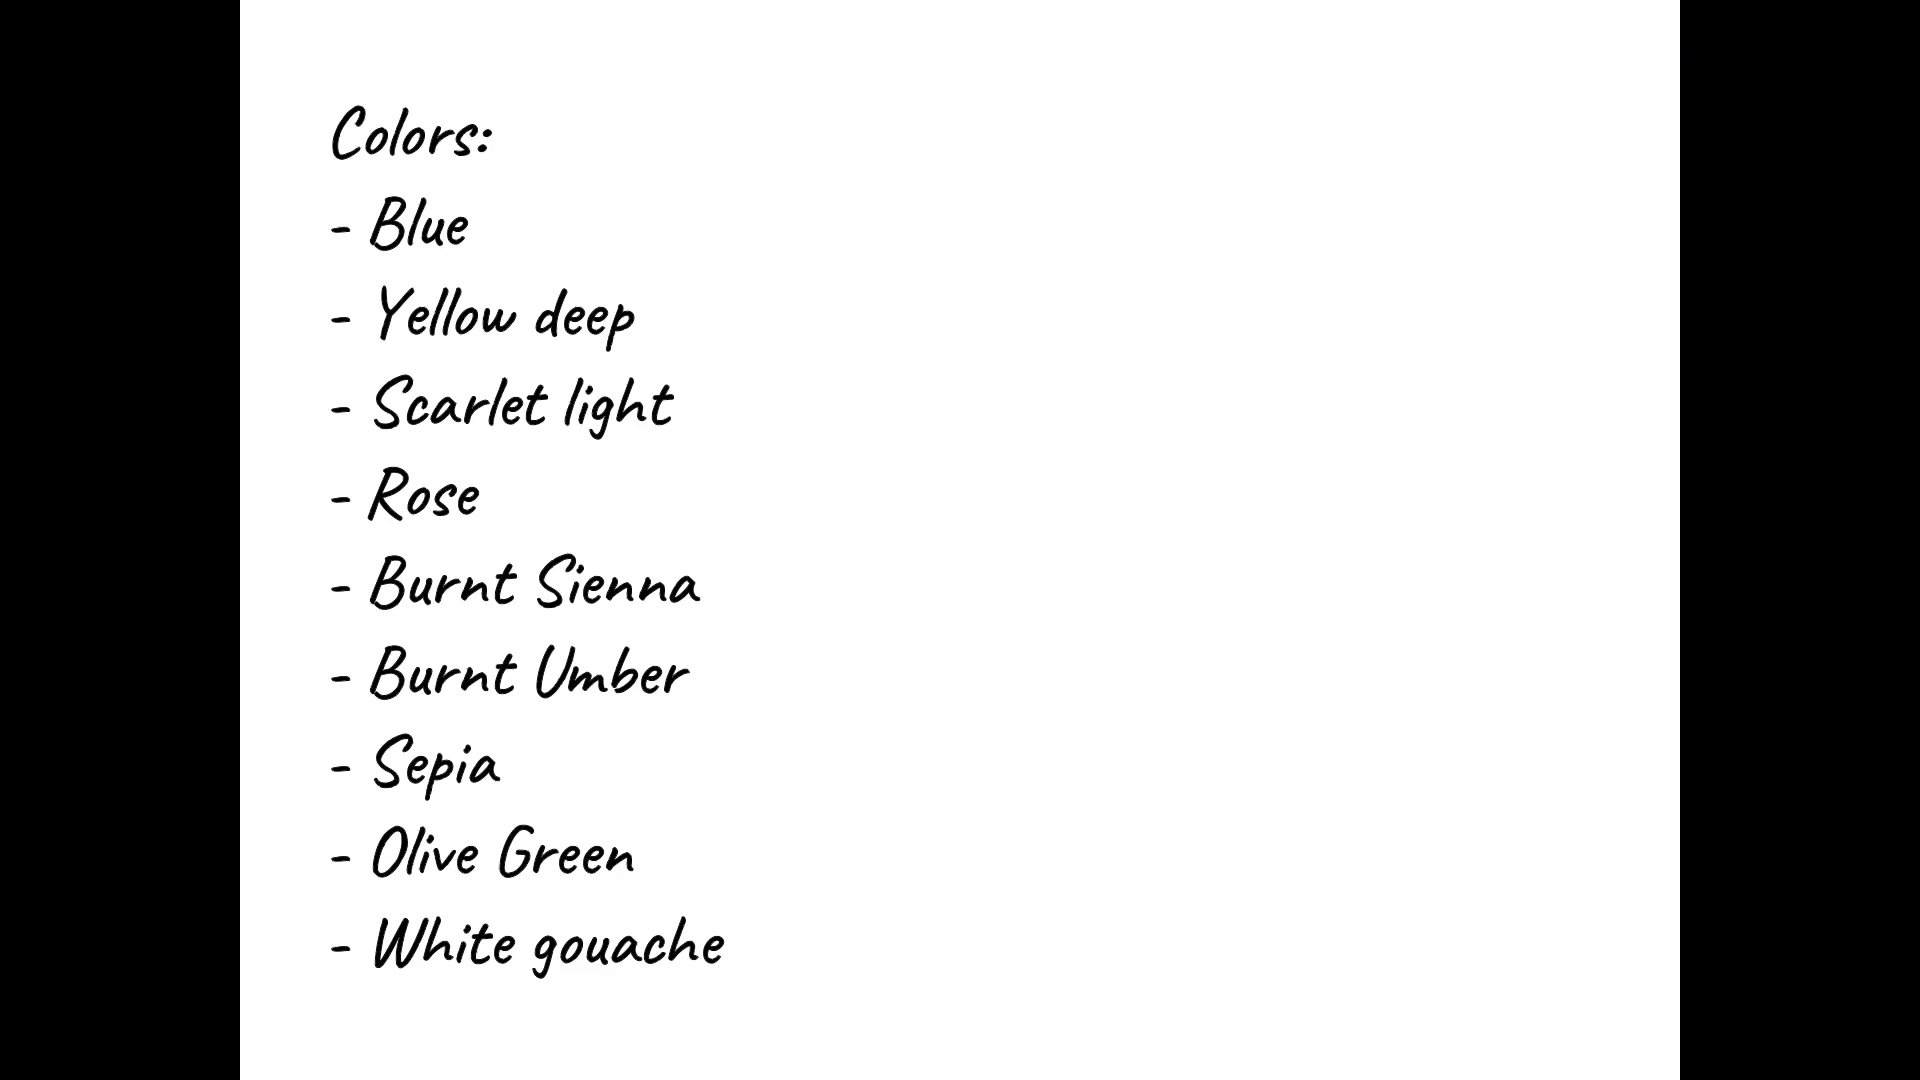 Colors:
- Blue
- Yellow deep
- Scarlet light
- Rose
- Burnt Sienna
- Burnt Umber
- Sepia
- Olive Green
- White gouache